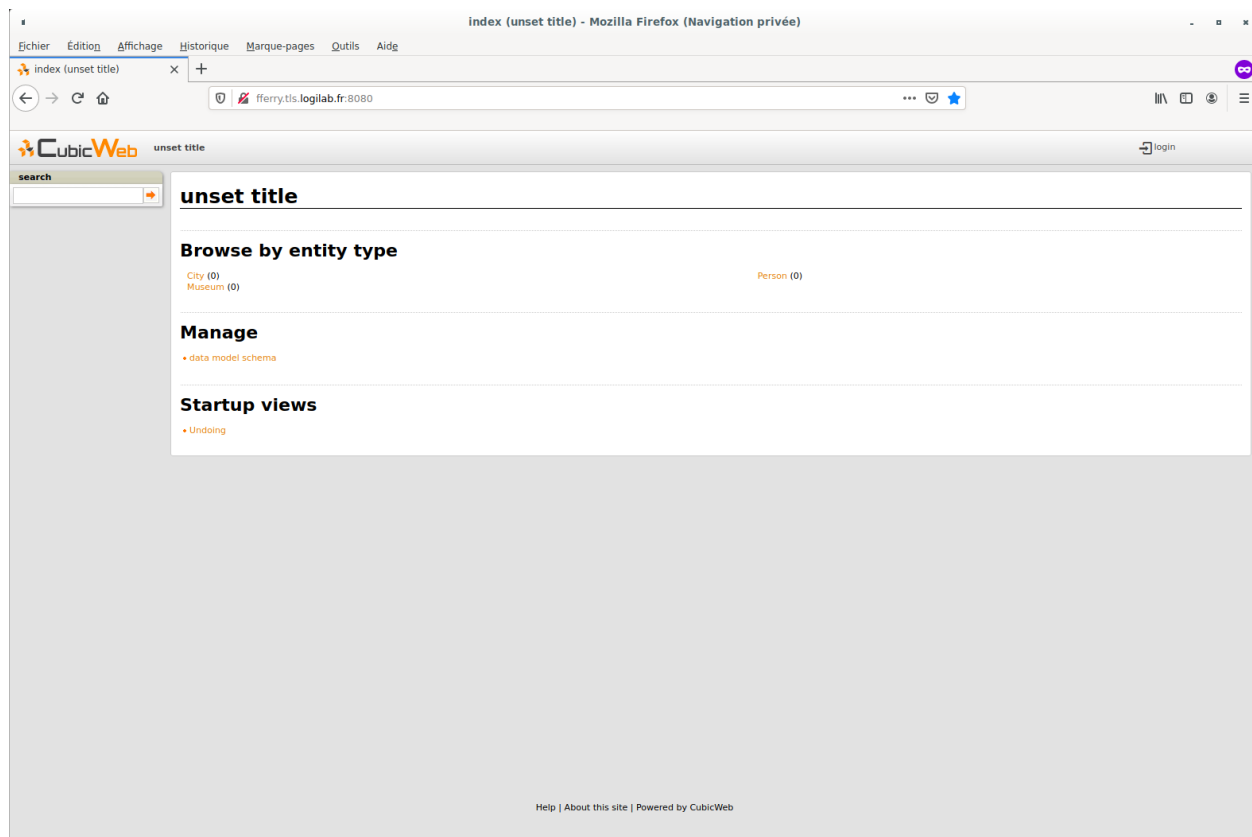 index (unset title) - Mozilla Firefox (Navigation privée)
Fichier Édition Affichage Historique Marque-pages Outils Aide
index (unset title)
fferry.tls.logilab.fr:8080
CubicWeb unset title login
search
unset title
Browse by entity type
City (0) Person (0)
Museum (0)
Manage
• data model schema
Startup views
• Undoing
Help | About this site | Powered by CubicWeb